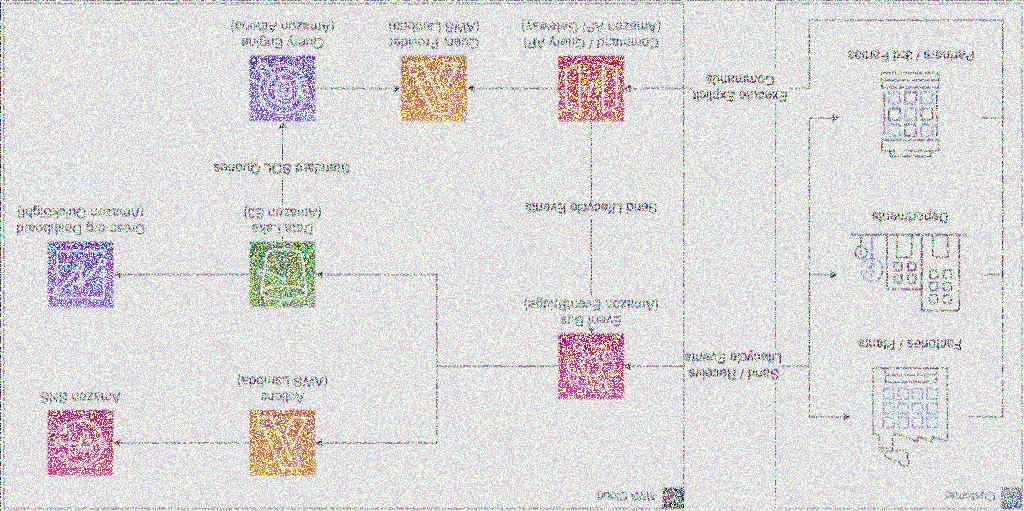 Customer
AWS Cloud
Factories / Plants
Departments
Partners / 3rd Parties
Send / Receive
Lifecycle Events
Execute Explicit
Commands
Event Bus
(Amazon EventBridge)
Send Lifecycle Events
Command / Query API
(Amazon API Gateway)
Query Provider
(AWS Lambda)
Query Engine
(Amazon Athena)
Standard SQL Queries
Actions
(AWS Lambda)
Amazon SNS
Data Lake
(Amazon S3)
Cross-org Dashboard
(Amazon QuickSight)